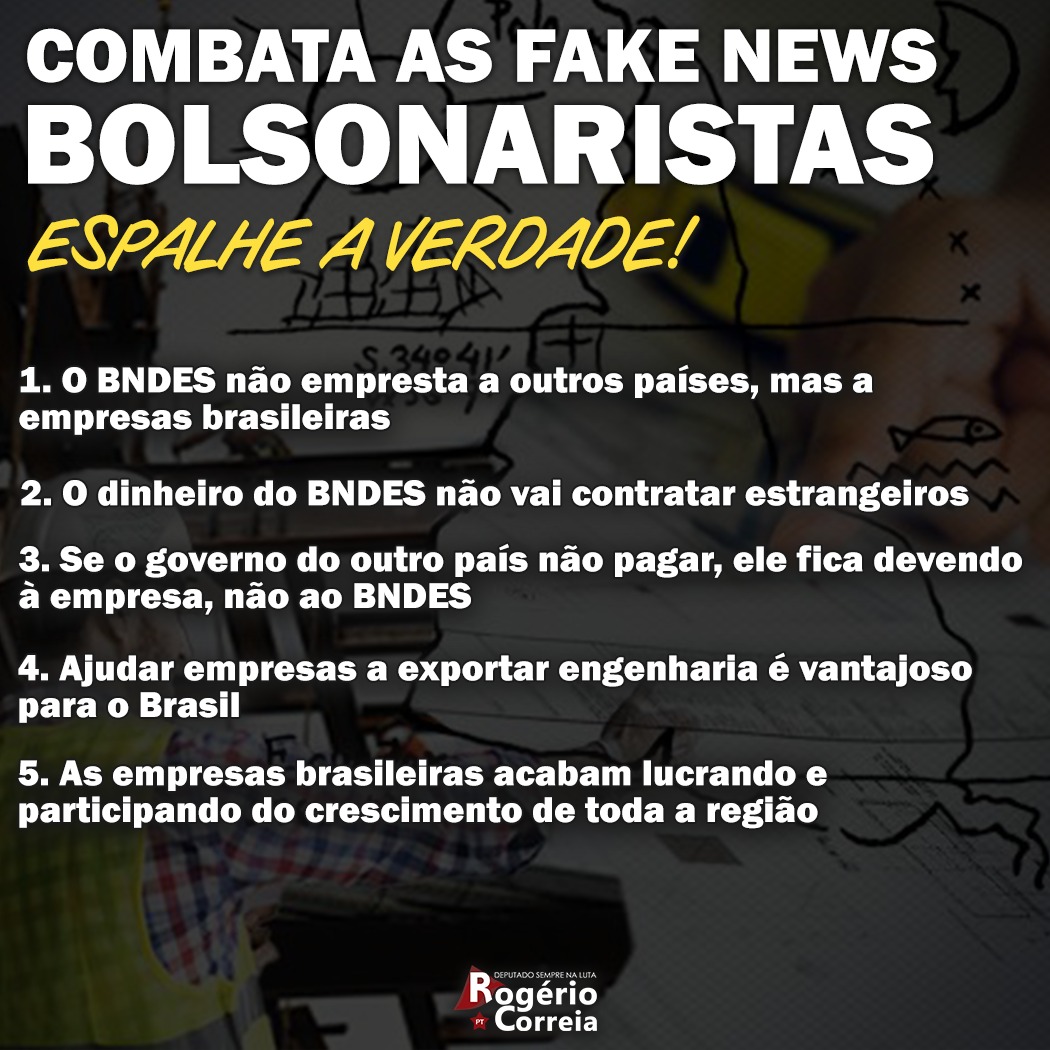 COMBATA AS FAKE NEWS
BOLSONARISTAS
ESPALHE A VERDADE!
S.34041'
1. O BNDES não empresta a outros países, mas a
empresas brasileiras
2. O dinheiro do BNDES não vai contratar estrangeiros
3. Se o governo do outro país não pagar, ele fica devendo
à empresa, não ao BNDES
4. Ajudar empresas a exportar engenharia é vantajoso
para o Brasil
5. As empresas brasileiras acabam lucrando e
participando do crescimento de toda a região
DEPUTADO SEMPRE NA LUTA
Rogério
PT Correia